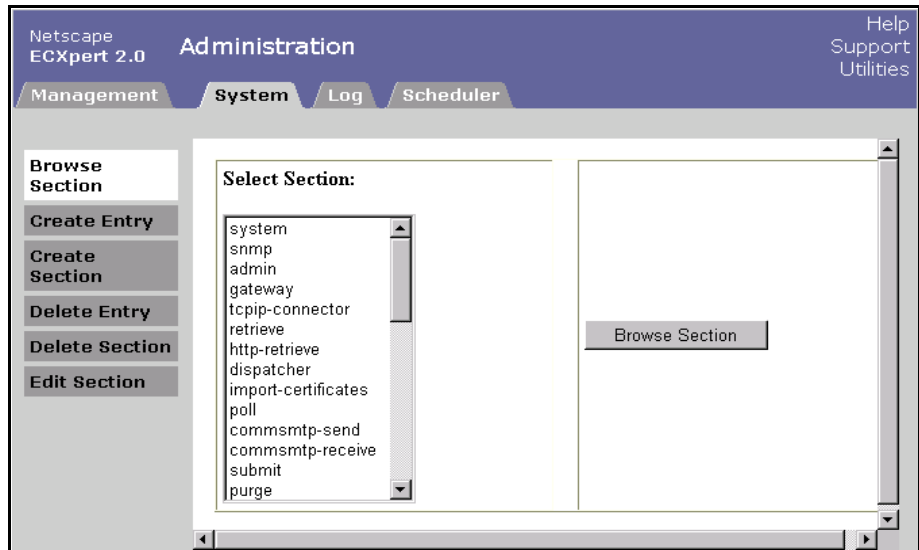 Netscape
ECXpert 2.0
Administration
Help
Support
Utilities
Management
System
Log
Scheduler
Browse
Section
Create Entry
Create
Section
Delete Entry
Delete Section
Edit Section
Select Section:
system
snmp
admin
gateway
tcpip-connector
retrieve
http-retrieve
dispatcher
import-certificates
poll
commsmtp-send
commsmtp-receive
submit
purge
Browse Section